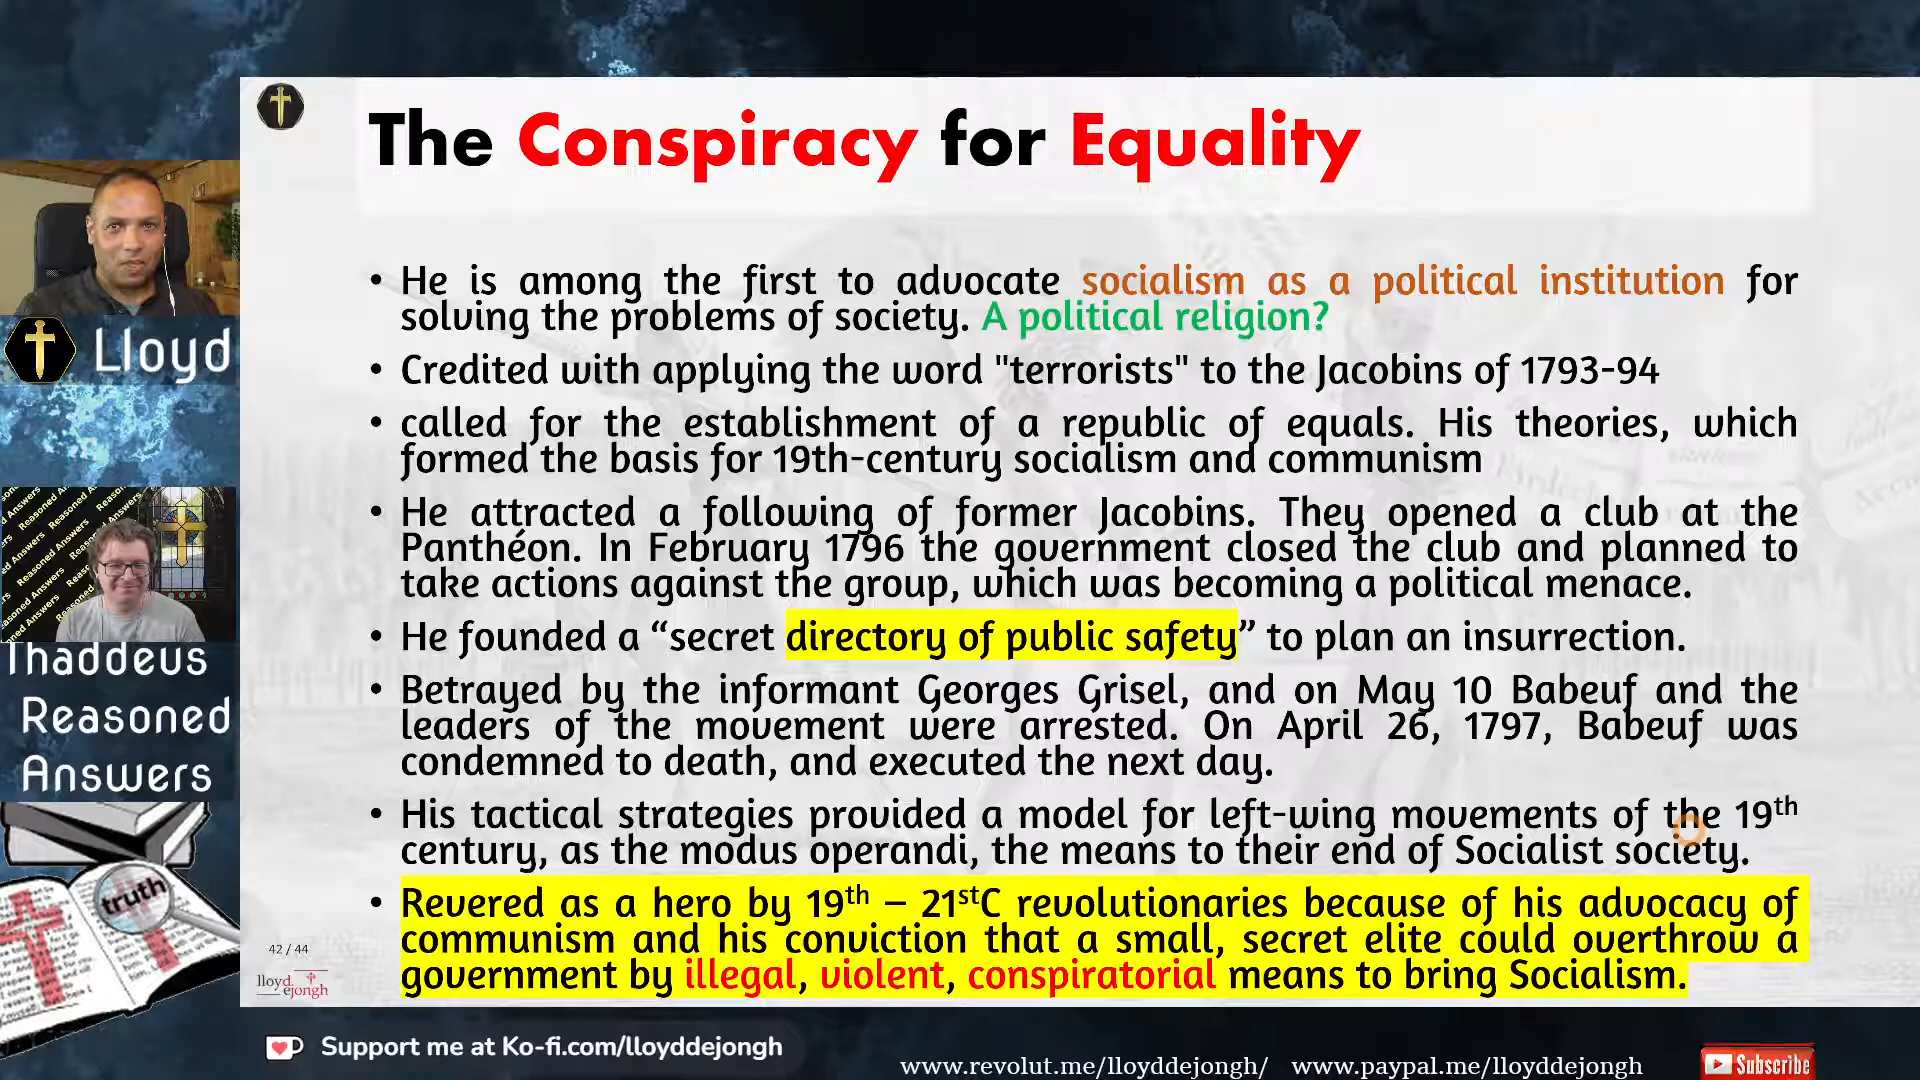 The Conspiracy for Equality
• He is among the first to advocate socialism as a political institution for
solving the problems of society. A political religion?
• Credited with applying the word "terrorists" to the Jacobins of 1793-94
• called for the establishment of a republic of equals. His theories, which
formed the basis for 19th-century socialism and communism
• He attracted a following of former Jacobins. They opened a club at the
Panthéon. In February 1796 the government closed the club and planned to
take actions against the group, which was becoming a political menace.
• He founded a “secret directory of public safety” to plan an insurrection.
• Betrayed by the informant Georges Grisel, and on May 10 Babeuf and the
leaders of the movement were arrested. On April 26, 1797, Babeuf was
condemned to death, and executed the next day.
• His tactical strategies provided a model for left-wing movements of the 19th
century, as the modus operandi, the means to their end of Socialist society.
• Revered as a hero by 19th – 21stC revolutionaries because of his advocacy of
communism and his conviction that a small, secret elite could overthrow a
government by illegal, violent, conspiratorial means to bring Socialism.
42 / 44
lloyd
dejongh
Lloyd
Reasoned Answers
Thaddeus
Reasoned
Answers
truth
Support me at Ko-fi.com/lloyddejongh
www.revolut.me/lloyddejongh/ www.paypal.me/lloyddejongh
Subscribe